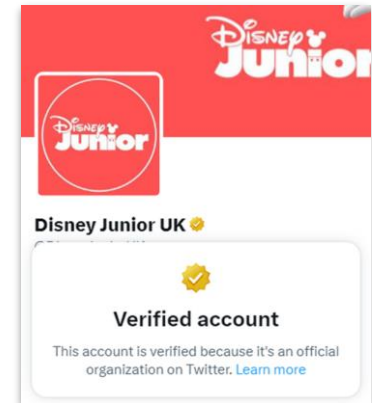 Disney
Junior
Disney
Junior
Disney Junior UK
Verified account
This account is verified because it's an official
organization on Twitter. Learn more